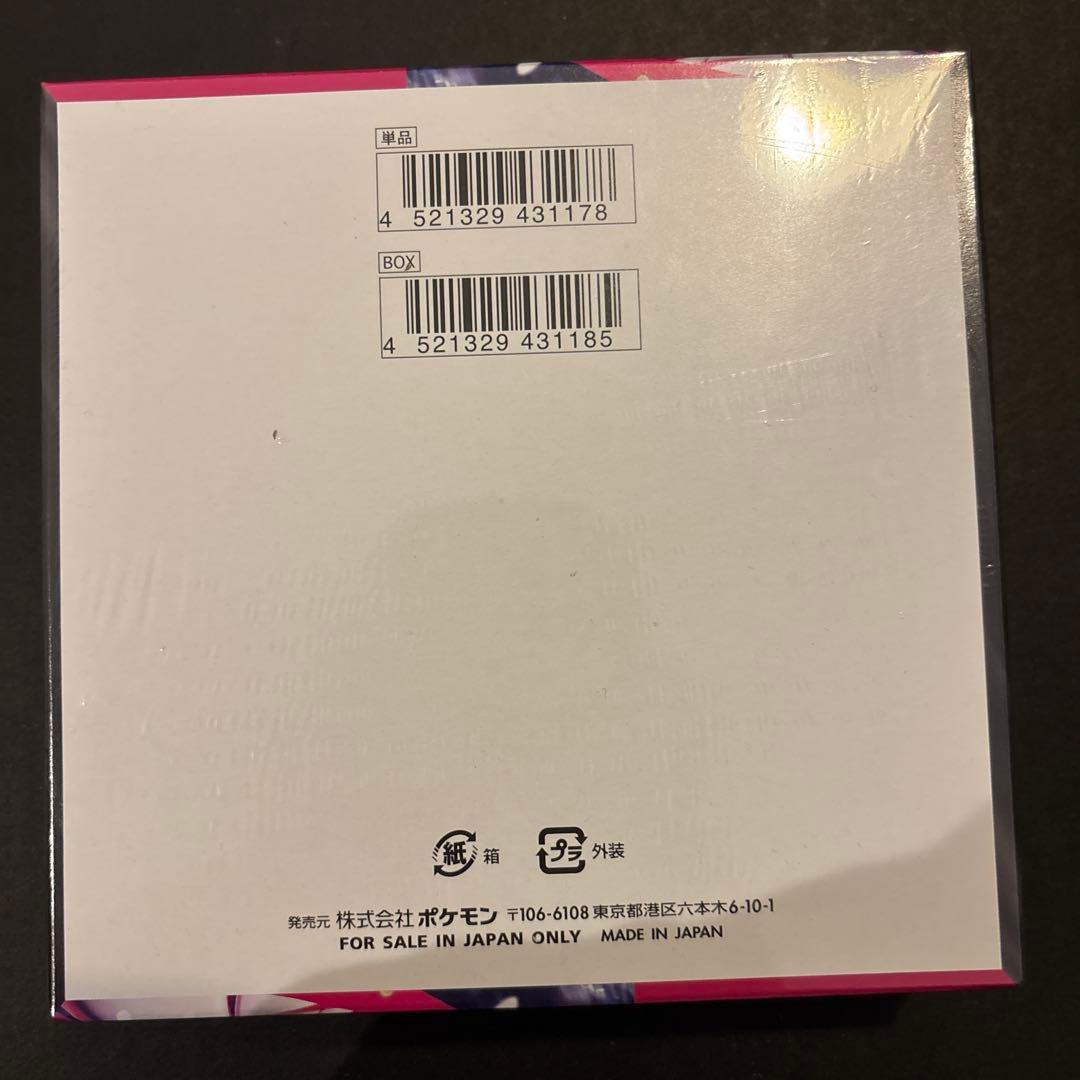 単品
4 521329 431178
BOX
4 521329 431185
紙 箱 プラ 外装
発売元 株式会社ポケモン 〒106-6108 東京都港区六本木6-10-1
FOR SALE IN JAPAN ONLY MADE IN JAPAN